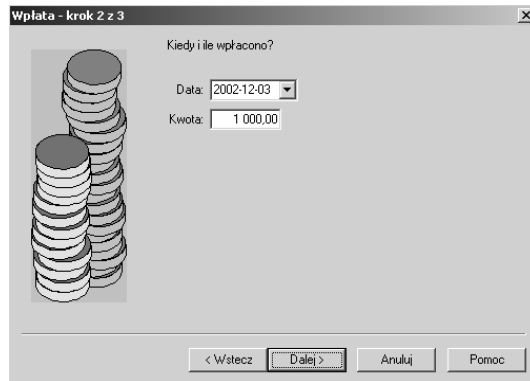 Wpłata - krok 2 z 3
Kiedy i ile wpłacono?
Data: 2002-12-03
Kwota: 1 000,00
< Wstecz Dalej > Anuluj Pomoc